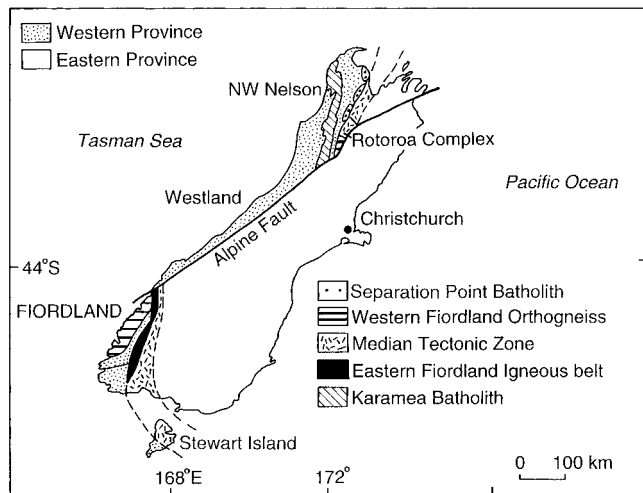 Western Province
Eastern Province
NW Nelson
Tasman Sea
Rotoroa Complex
Westland
Pacific Ocean
Alpine Fault
Christchurch
44°S
FIORDLAND
Separation Point Batholith
Western Fiordland Orthogneiss
Median Tectonic Zone
Eastern Fiordland Igneous belt
Karamea Batholith
Stewart Island
0 100 km
168°E
172°